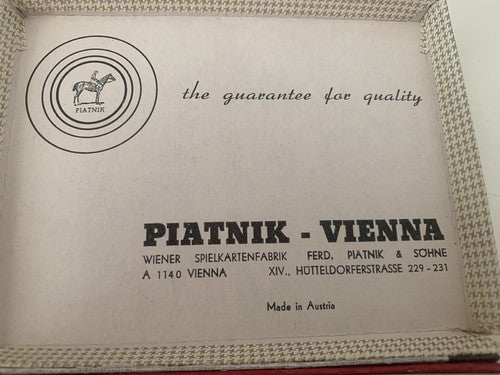 PIATNIK
the guarantee for quality
PIATNIK - VIENNA
WIENER SPIELKARTENFABRIK FERD. PIATNIK & SÖHNE
A 1140 VIENNA XIV., HÜTTELDORFERSTRASSE 229 - 231
Made in Austria